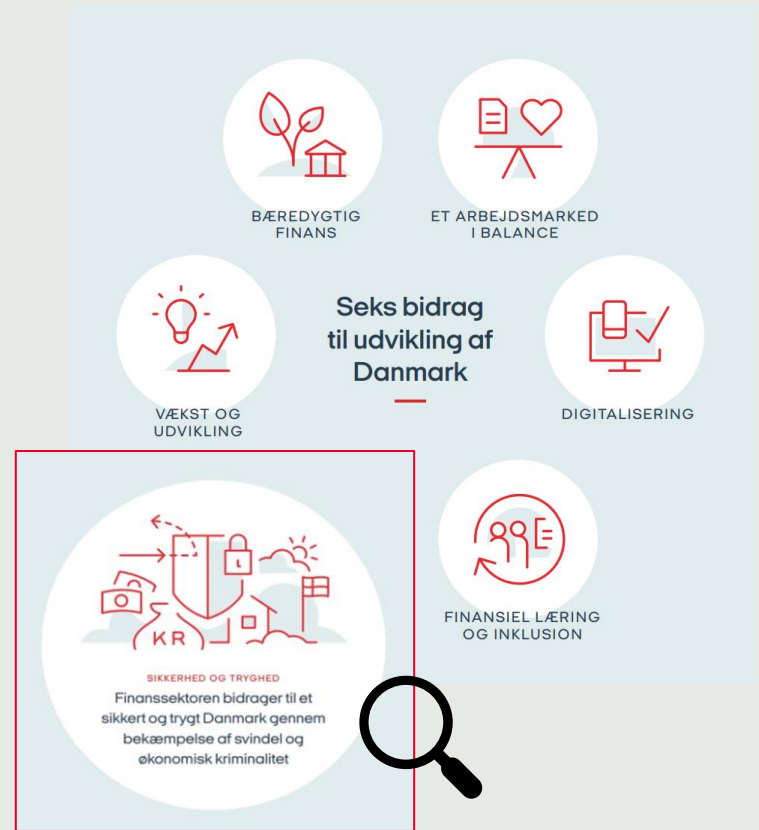 BÆREDYGTIG
FINANS
ET ARBEJDSMARKED
I BALANCE
Seks bidrag
til udvikling af
Danmark
VÆKST OG
UDVIKLING
DIGITALISERING
KR
SIKKERHED OG TRYGHED
Finanssektoren bidrager til et
sikkert og trygt Danmark gennem
bekæmpelse af svindel og
økonomisk kriminalitet
FINANSIEL LÆRING
OG INKLUSION